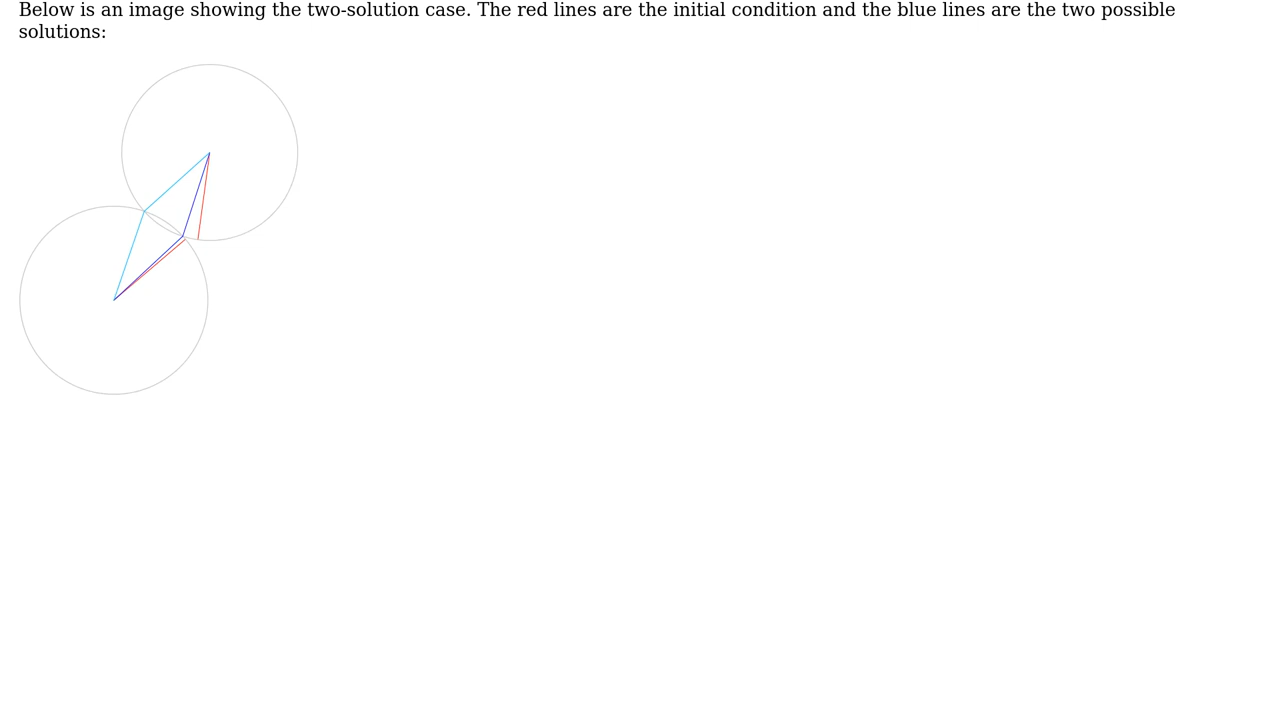 Below is an image showing the two-solution case. The red lines are the initial condition and the blue lines are the two possible
solutions: